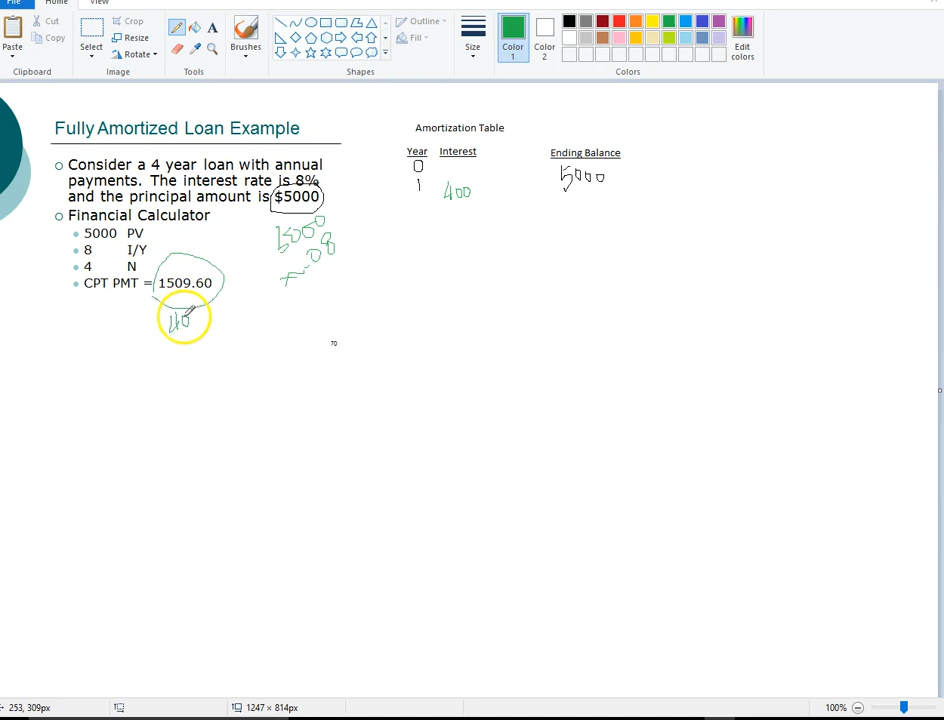 File Home View
Paste Cut Copy Clipboard
Select Crop Resize Rotate Image
Tools
Brushes
Shapes
Outline Fill
Size
Color 1 Color 2 Edit colors Colors
Fully Amortized Loan Example
Consider a 4 year loan with annual
payments. The interest rate is 8%
and the principal amount is $5000
Financial Calculator
5000 PV
8 I/Y
4 N
CPT PMT = 1509.60
40
5000
.08
70
Amortization Table
Year Interest Ending Balance
0 5000
1 400
253, 309px 1247 × 814px 100%